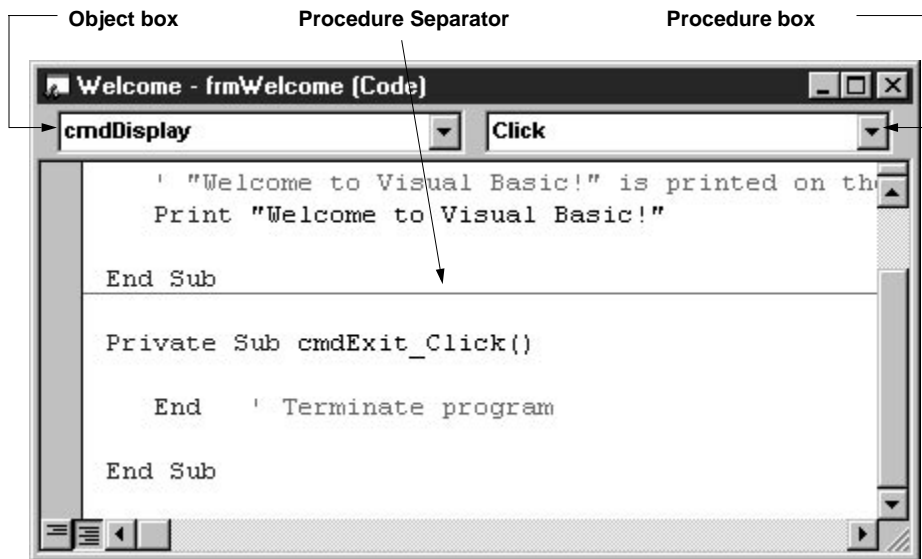 Object box Procedure Separator Procedure box
Welcome - frmWelcome (Code)
cmdDisplay Click
' "Welcome to Visual Basic!" is printed on the
Print "Welcome to Visual Basic!"
End Sub
Private Sub cmdExit_Click()
End ' Terminate program
End Sub